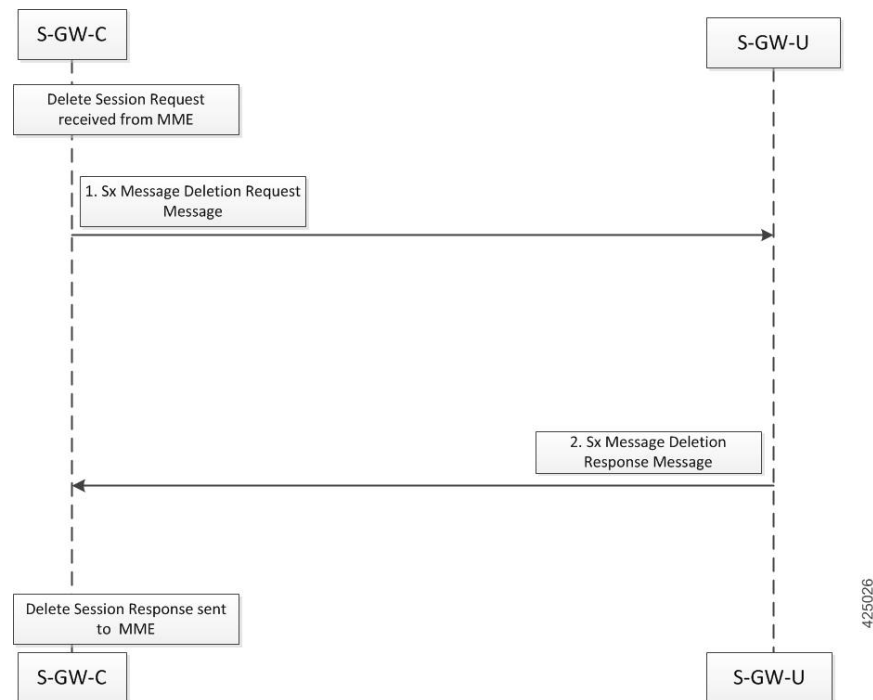 S-GW-C
S-GW-U
Delete Session Request
received from MME
1. Sx Message Deletion Request
Message
2. Sx Message Deletion
Response Message
425026
Delete Session Response sent
to MME
S-GW-C
S-GW-U